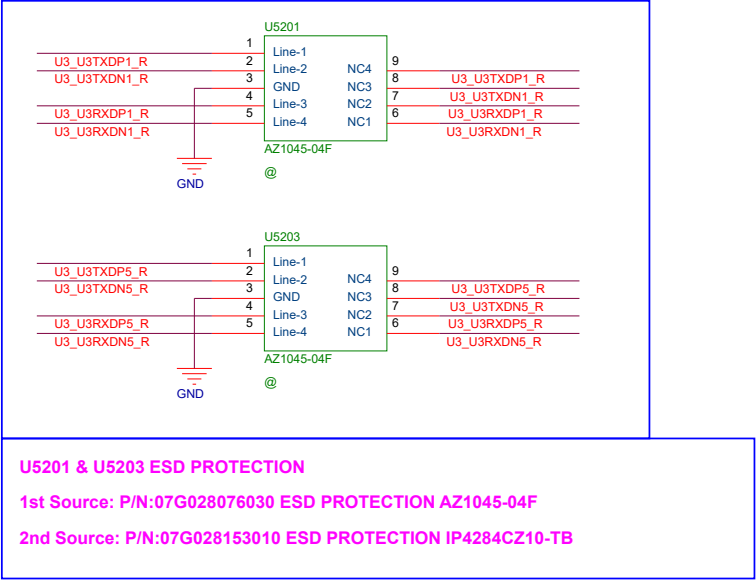 U5201
1 Line-1
U3_U3TXDP1_R 2 Line-2 NC4 9
U3_U3TXDN1_R 3 GND NC3 8 U3_U3TXDP1_R
4 Line-3 NC2 7 U3_U3TXDN1_R
U3_U3RXDP1_R 5 Line-4 NC1 6 U3_U3RXDP1_R
U3_U3RXDN1_R U3_U3RXDN1_R
AZ1045-04F
@
GND
U5203
1 Line-1
U3_U3TXDP5_R 2 Line-2 NC4 9
U3_U3TXDN5_R 3 GND NC3 8 U3_U3TXDP5_R
4 Line-3 NC2 7 U3_U3TXDN5_R
U3_U3RXDP5_R 5 Line-4 NC1 6 U3_U3RXDP5_R
U3_U3RXDN5_R U3_U3RXDN5_R
AZ1045-04F
@
GND
U5201 & U5203 ESD PROTECTION
1st Source: P/N:07G028076030 ESD PROTECTION AZ1045-04F
2nd Source: P/N:07G028153010 ESD PROTECTION IP4284CZ10-TB